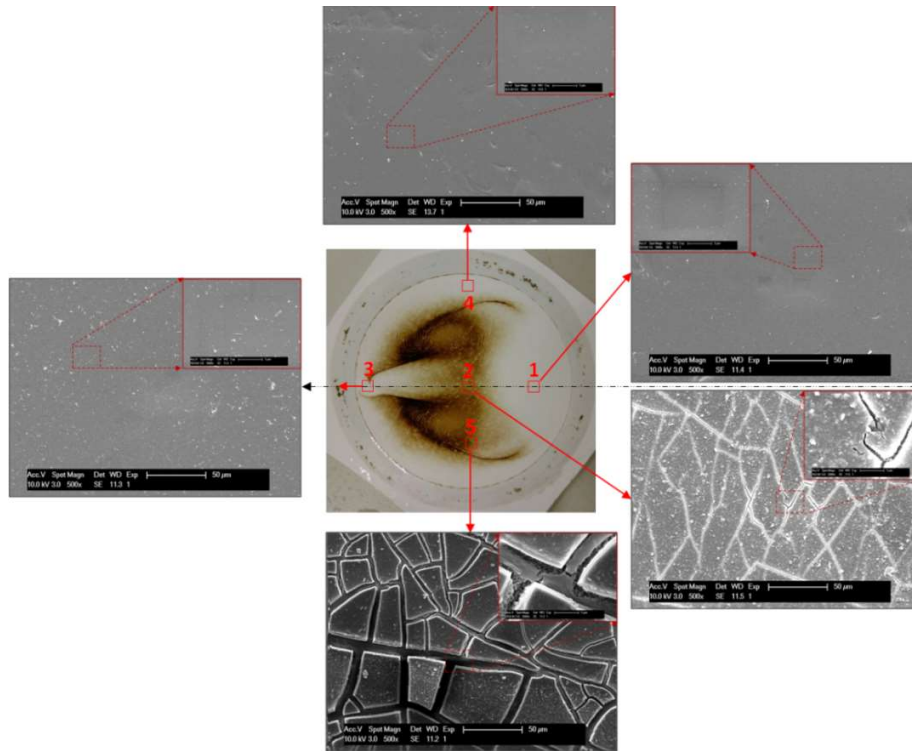 Acc.V Spot Magn Det WD Exp
10.0 kV 3.0 500x SE 13.7 1
50 µm
4
3
2
1
5
Acc.V Spot Magn Det WD Exp
10.0 kV 3.0 500x SE 11.4 1
50 µm
Acc.V Spot Magn Det WD Exp
10.0 kV 3.0 500x SE 11.3 1
50 µm
Acc.V Spot Magn Det WD Exp
10.0 kV 3.0 500x SE 11.5 1
50 µm
Acc.V Spot Magn Det WD Exp
10.0 kV 3.0 500x SE 11.2 1
50 µm